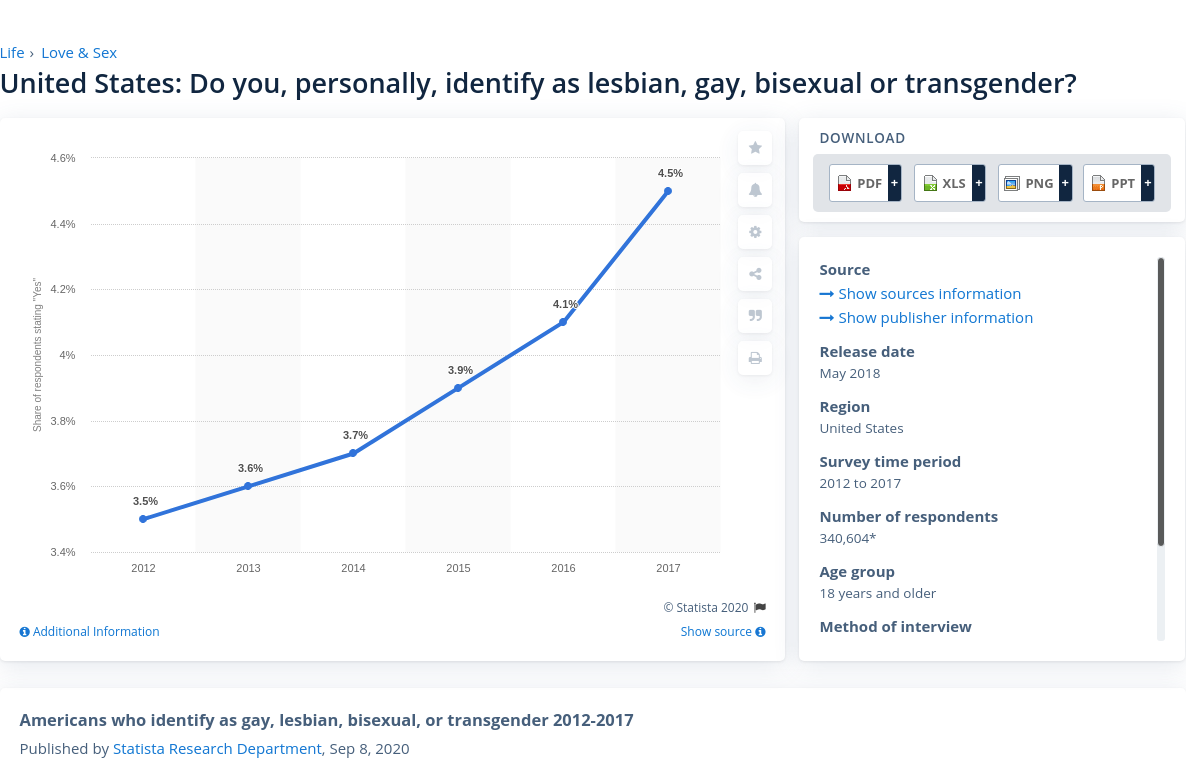 Life › Love & Sex
United States: Do you, personally, identify as lesbian, gay, bisexual or transgender?
Share of respondents stating "Yes"
4.6%
4.4%
4.2%
4%
3.8%
3.6%
3.4%
3.5%
3.6%
3.7%
3.9%
4.1%
4.5%
2012
2013
2014
2015
2016
2017
© Statista 2020
Additional Information
Show source
DOWNLOAD
PDF + XLS + PNG + PPT +
Source
Show sources information
Show publisher information
Release date
May 2018
Region
United States
Survey time period
2012 to 2017
Number of respondents
340,604*
Age group
18 years and older
Method of interview
Americans who identify as gay, lesbian, bisexual, or transgender 2012-2017
Published by Statista Research Department, Sep 8, 2020